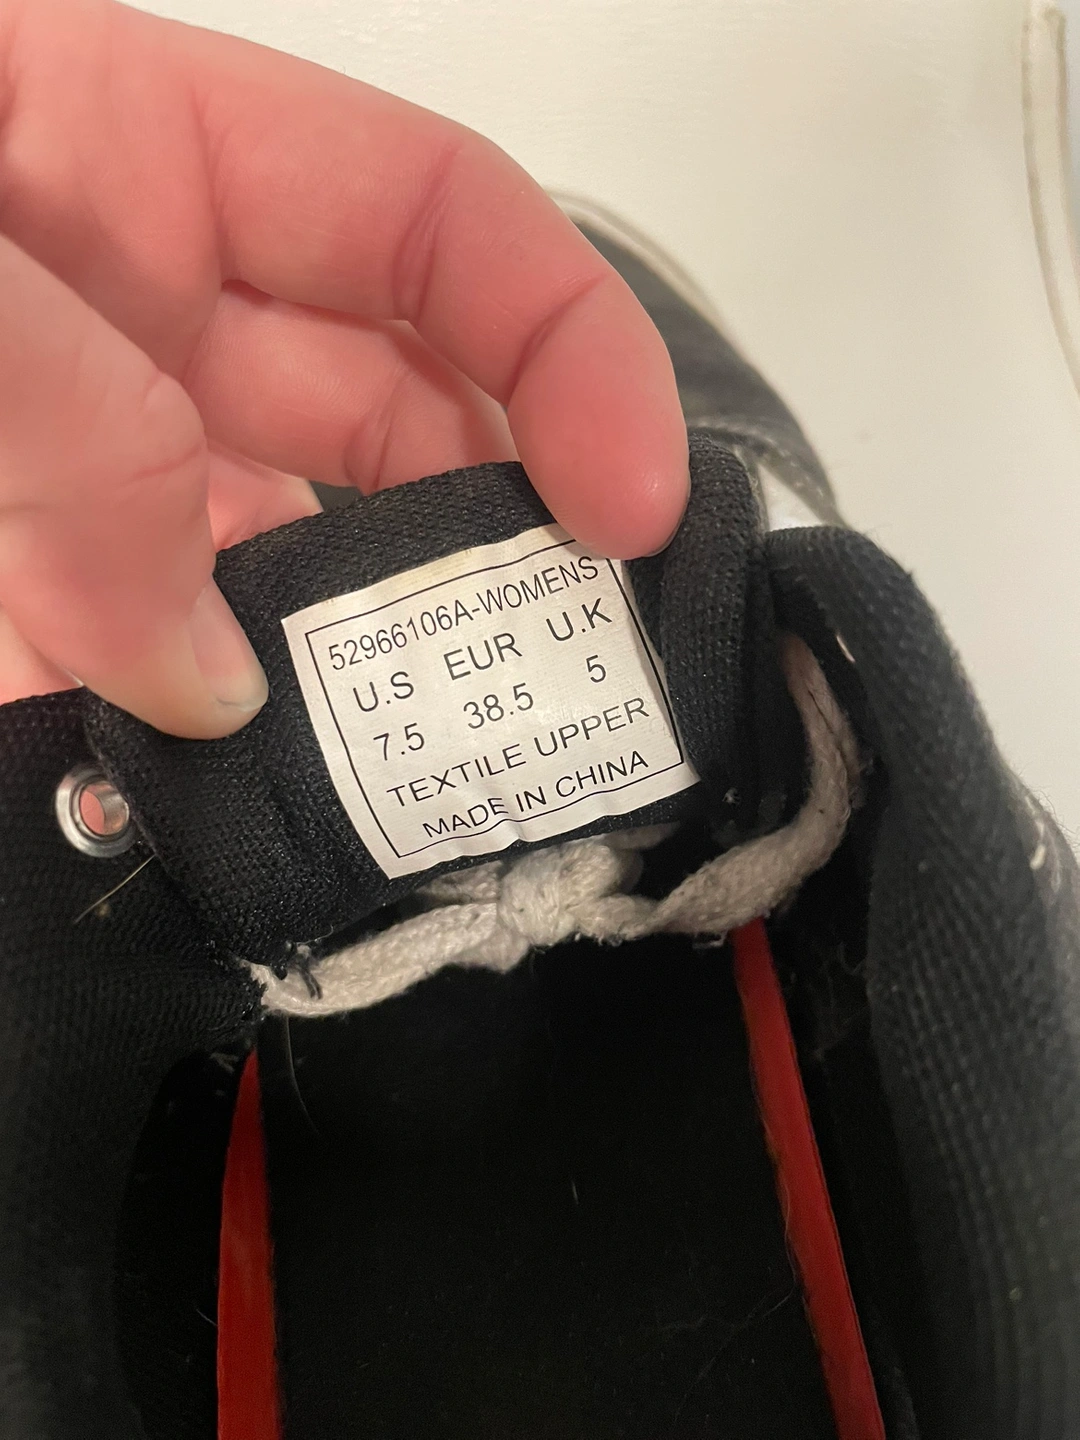 52966106A-WOMENS
U.S EUR U.K
7.5 38.5 5
TEXTILE UPPER
MADE IN CHINA